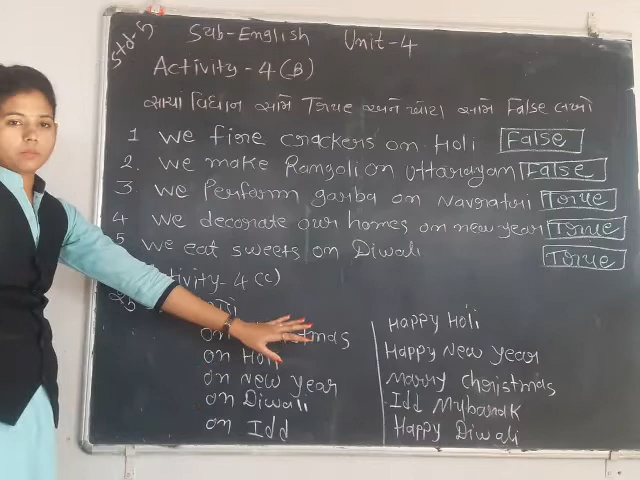 Std-5
Sub-English Unit-4
Activity-4 (B)
સાચાં વિધાન સામે True અને ખોટા સામે False લખો
1 We fire crackers on Holi False
2. We make Rangoli on Uttarayan False
3. We Perform garba on Navratri True
4 We decorate our homes on new year True
5 We eat sweets on Diwali True
tivity-4 (C)
on stmas Happy Holi
on Holi Happy New Year
on New year Marry Christmas
on Diwali Idd Mubarak
on Idd Happy Diwali